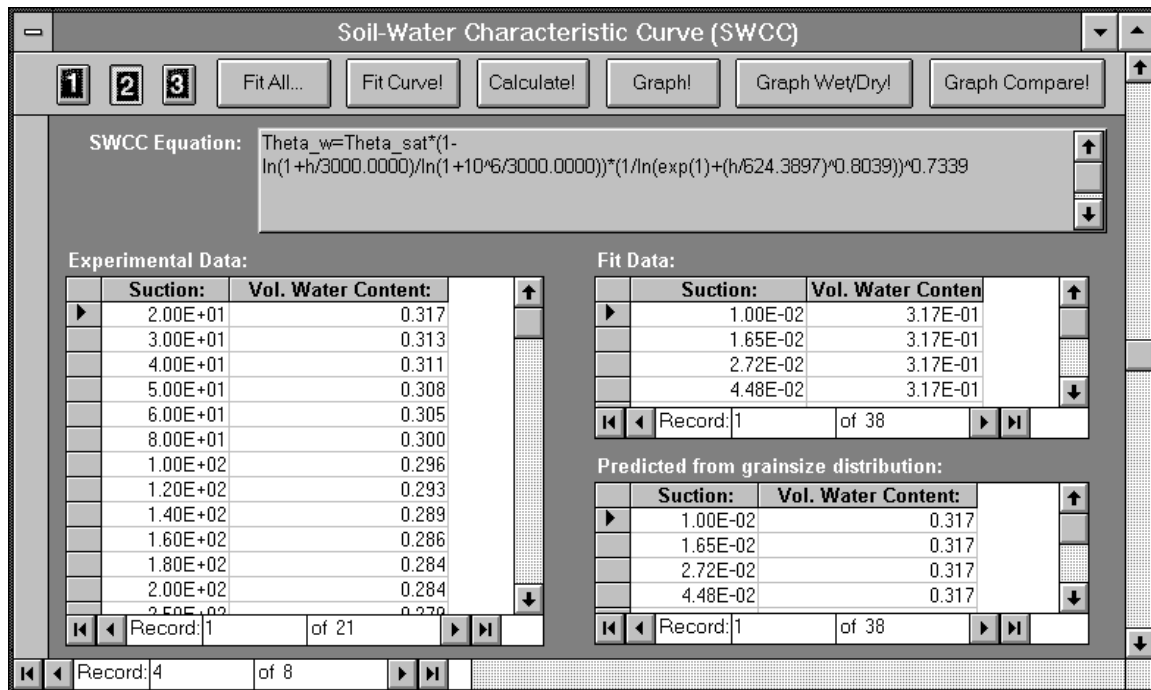 Soil-Water Characteristic Curve (SWCC)
1 2 3 Fit All... Fit Curve! Calculate! Graph! Graph Wet/Dry! Graph Compare!
SWCC Equation:
Theta_w=Theta_sat*(1-
ln(1+h/3000.0000)/ln(1+10^6/3000.0000))*(1/ln(exp(1)+(h/624.3897)^0.8039))^0.7339
Experimental Data:
Suction: Vol. Water Content:
2.00E+01 0.317
3.00E+01 0.313
4.00E+01 0.311
5.00E+01 0.308
6.00E+01 0.305
8.00E+01 0.300
1.00E+02 0.296
1.20E+02 0.293
1.40E+02 0.289
1.60E+02 0.286
1.80E+02 0.284
2.00E+02 0.284
Record: 1 of 21
Fit Data:
Suction: Vol. Water Conten
1.00E-02 3.17E-01
1.65E-02 3.17E-01
2.72E-02 3.17E-01
4.48E-02 3.17E-01
Record: 1 of 38
Predicted from grainsize distribution:
Suction: Vol. Water Content:
1.00E-02 0.317
1.65E-02 0.317
2.72E-02 0.317
4.48E-02 0.317
Record: 1 of 38
Record: 4 of 8